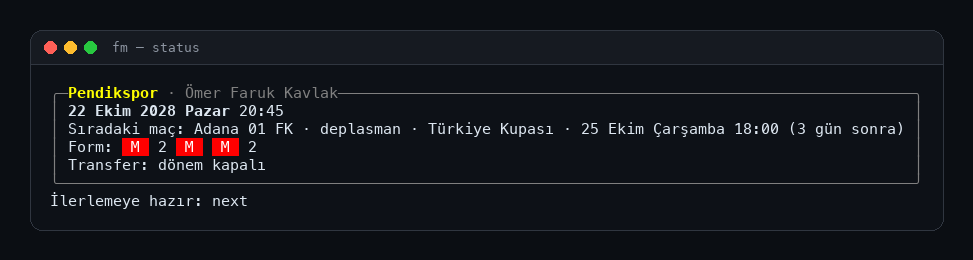 fm — status
Pendikspor · Ömer Faruk Kavlak
22 Ekim 2028 Pazar 20:45
Sıradaki maç: Adana 01 FK · deplasman · Türkiye Kupası · 25 Ekim Çarşamba 18:00 (3 gün sonra)
Form: M 2 M M 2
Transfer: dönem kapalı
İlerlemeye hazır: next